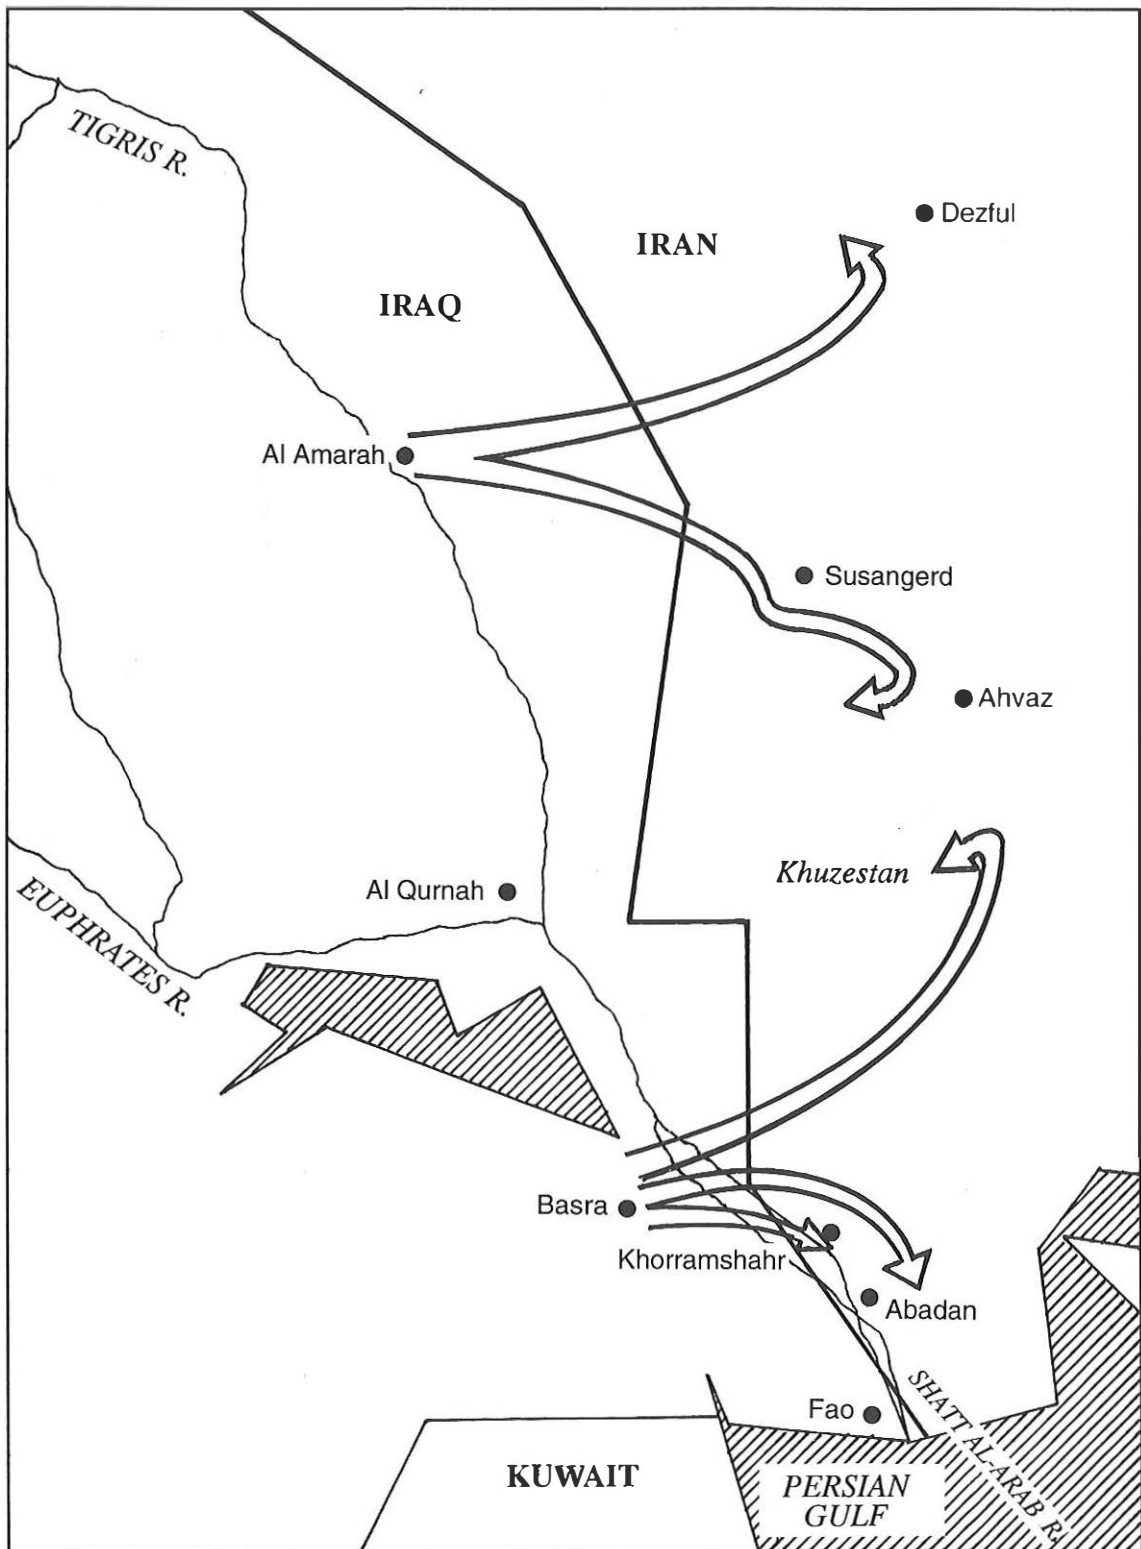 TIGRIS R.
Dezful
IRAN
IRAQ
Al Amarah
Susangerd
Ahvaz
Khuzestan
Al Qurnah
EUPHRATES R.
Basra
Khorramshahr
Abadan
SHATT AL-ARAB R.
Fao
KUWAIT
PERSIAN
GULF